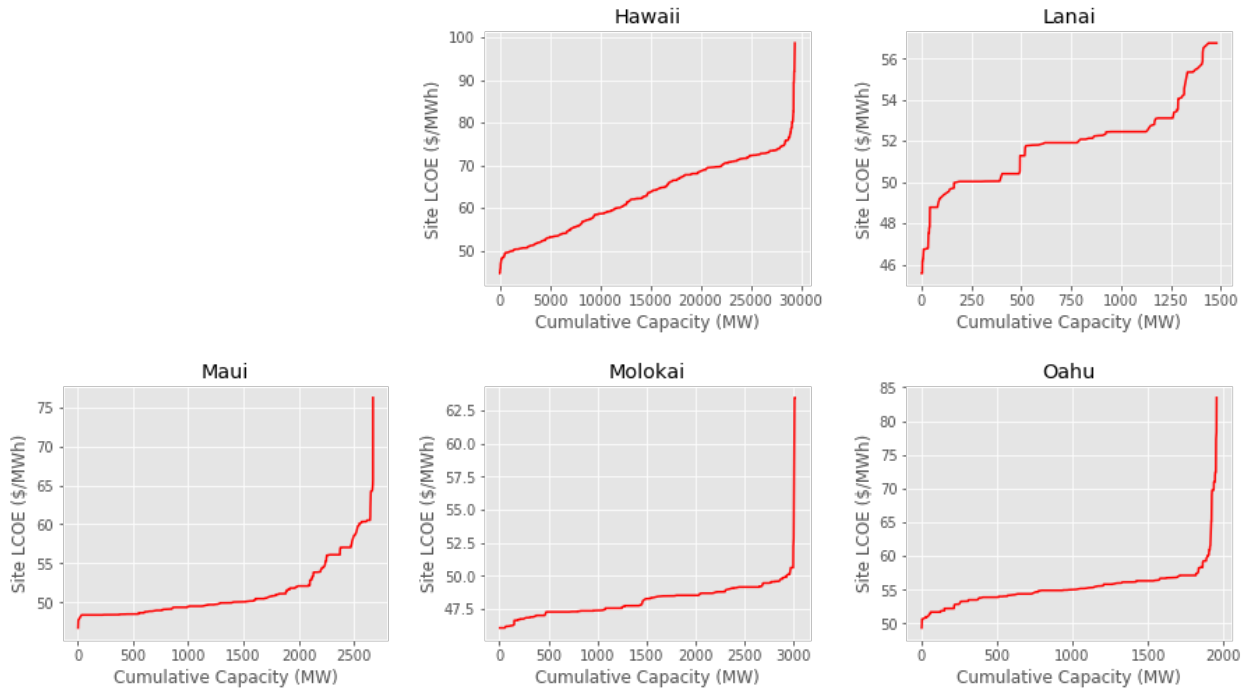 Hawaii
Site LCOE ($/MWh)
100
90
80
70
60
50
0 5000 10000 15000 20000 25000 30000
Cumulative Capacity (MW)
Lanai
Site LCOE ($/MWh)
56
54
52
50
48
46
0 250 500 750 1000 1250 1500
Cumulative Capacity (MW)
Maui
Site LCOE ($/MWh)
75
70
65
60
55
50
0 500 1000 1500 2000 2500
Cumulative Capacity (MW)
Molokai
Site LCOE ($/MWh)
62.5
60.0
57.5
55.0
52.5
50.0
47.5
0 500 1000 1500 2000 2500 3000
Cumulative Capacity (MW)
Oahu
Site LCOE ($/MWh)
85
80
75
70
65
60
55
50
0 500 1000 1500 2000
Cumulative Capacity (MW)